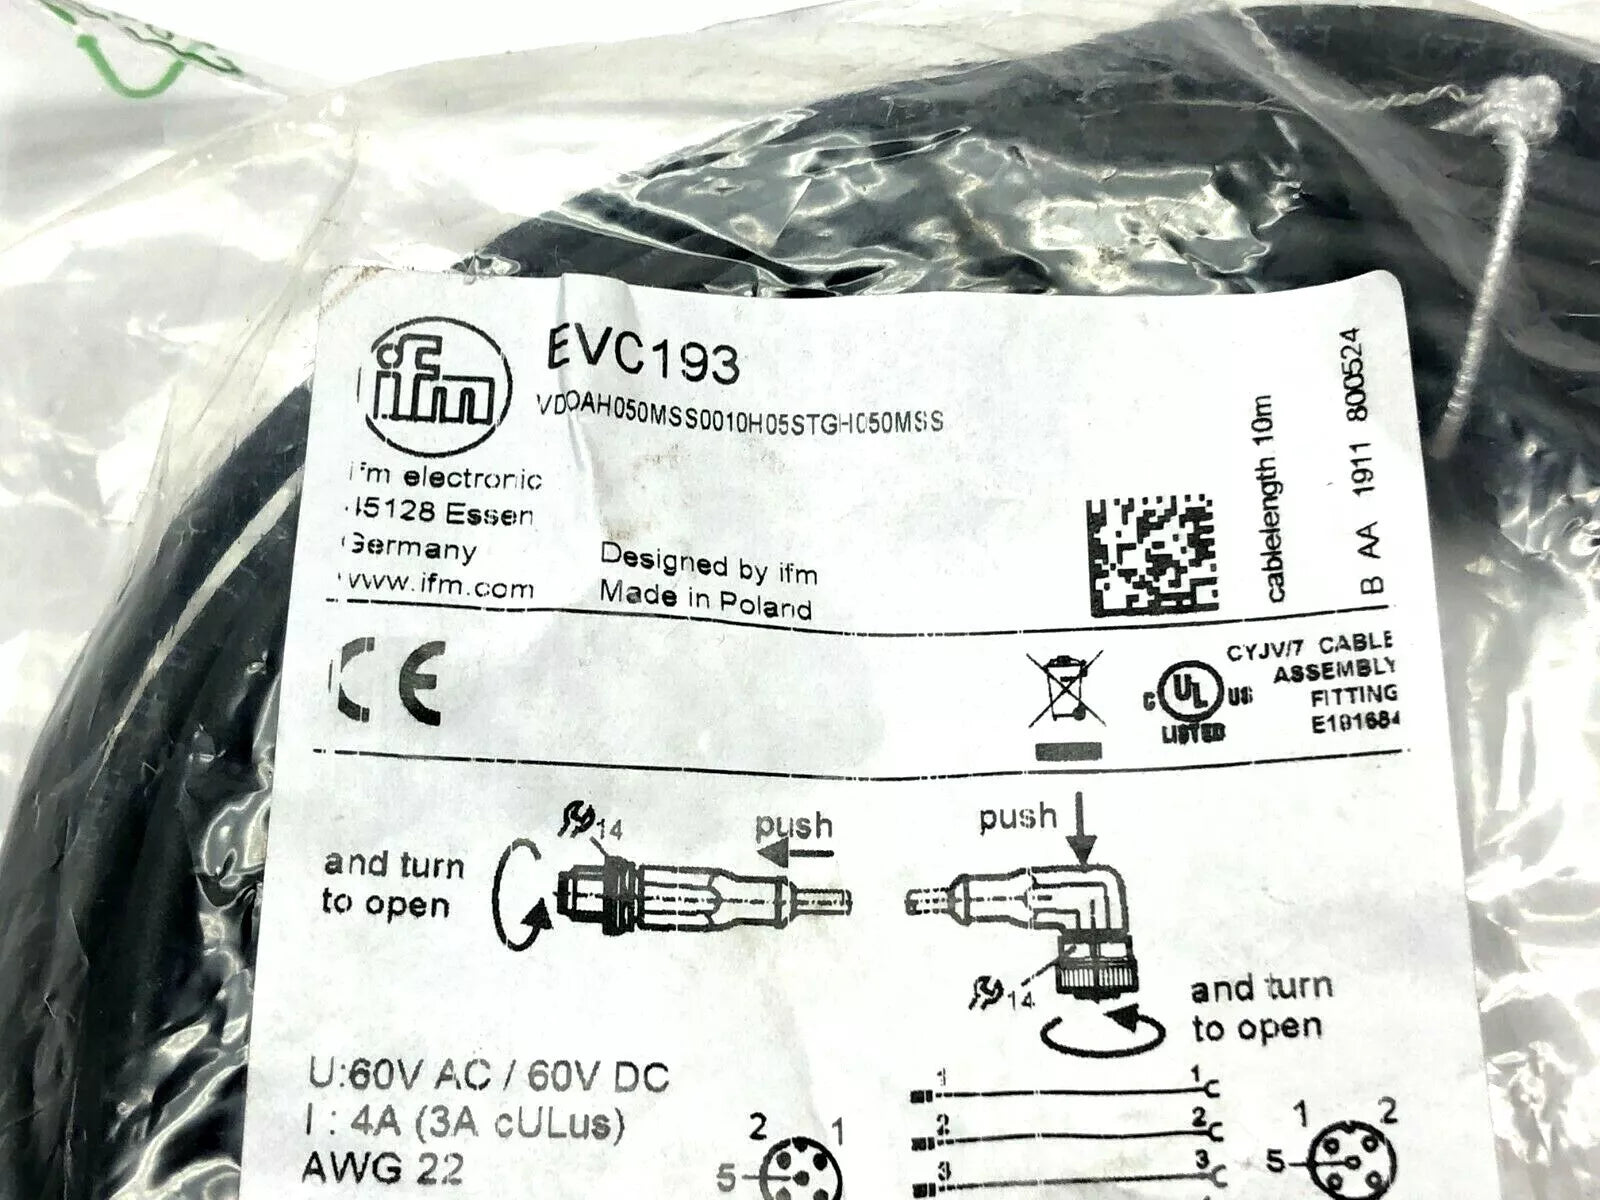 ifm
EVC193
VDOAH050MSS0010H05STGH050MSS
ifm electronic
45128 Essen
Germany
www.ifm.com
Designed by ifm
Made in Poland
cablelength 10m
B AA 1911 800524
CE
C UL US
LISTED
CYJV/7 CABLE
ASSEMBLY
FITTING
E191684
14
push
and turn
to open
push
14
and turn
to open
U:60V AC / 60V DC
I : 4A (3A cULus)
AWG 22
2 1
5
1 1
2 2
3 3
1 2
5